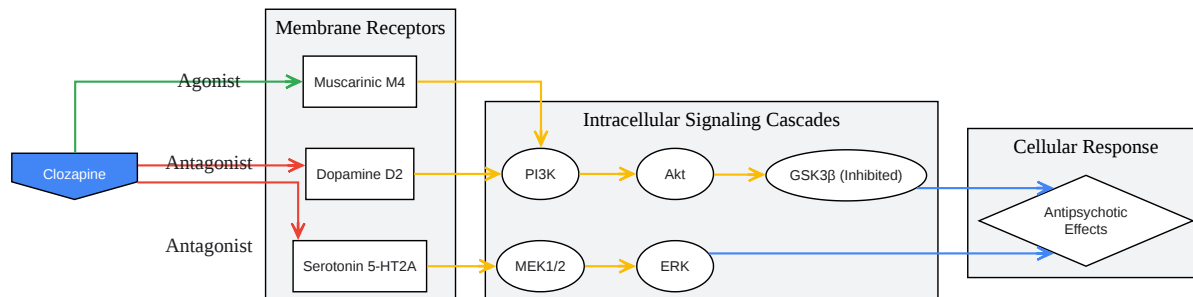 Membrane Receptors
Agonist
Muscarinic M4
Intracellular Signaling Cascades
Cellular Response
Clozapine
Antagonist
Dopamine D2
PI3K
Akt
GSK3β (Inhibited)
Antipsychotic
Effects
Antagonist
Serotonin 5-HT2A
MEK1/2
ERK